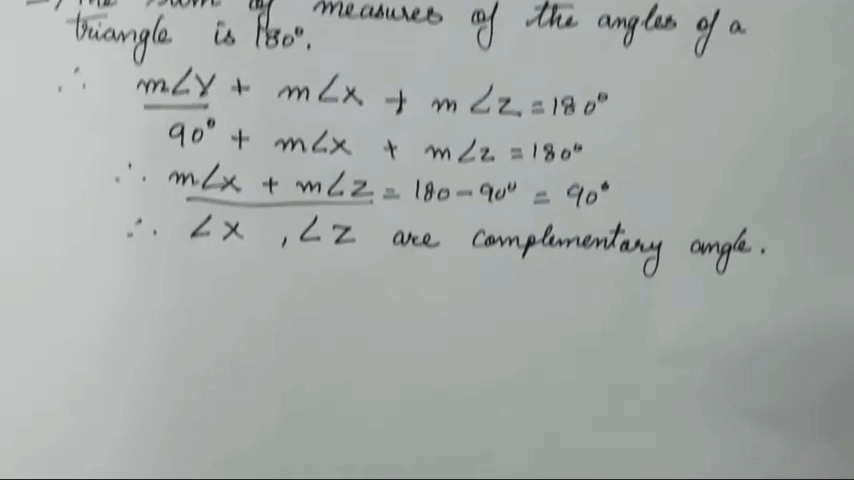 measures of the angles of a
triangle is 180°.
∴ m∠Y + m∠X + m∠Z = 180°
90° + m∠X + m∠Z = 180°
∴ m∠X + m∠Z = 180 - 90° = 90°
∴ ∠X , ∠Z are complementary angle.